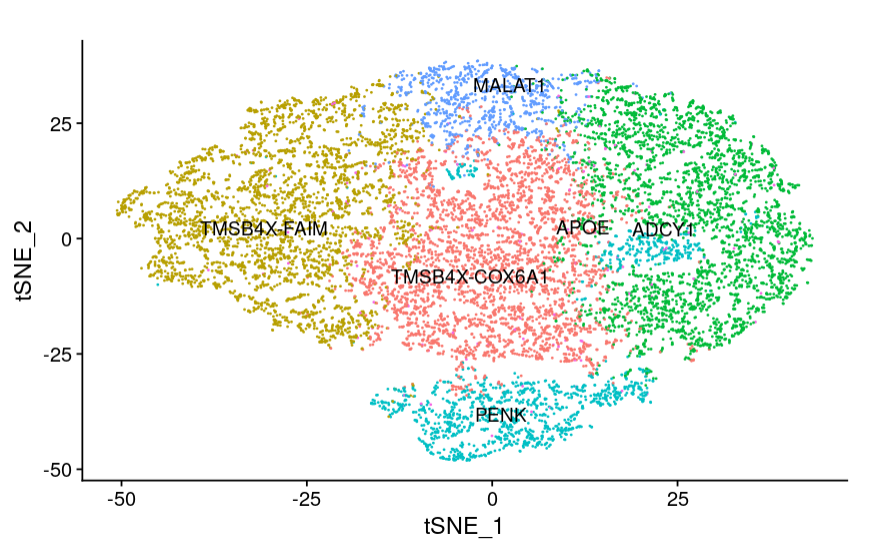 MALAT1
25
TMSB4X-FAIM
APOE
ADCY1
0
TMSB4X-COX6A1
-25
PENK
-50
tSNE_2
-50
-25
0
25
tSNE_1